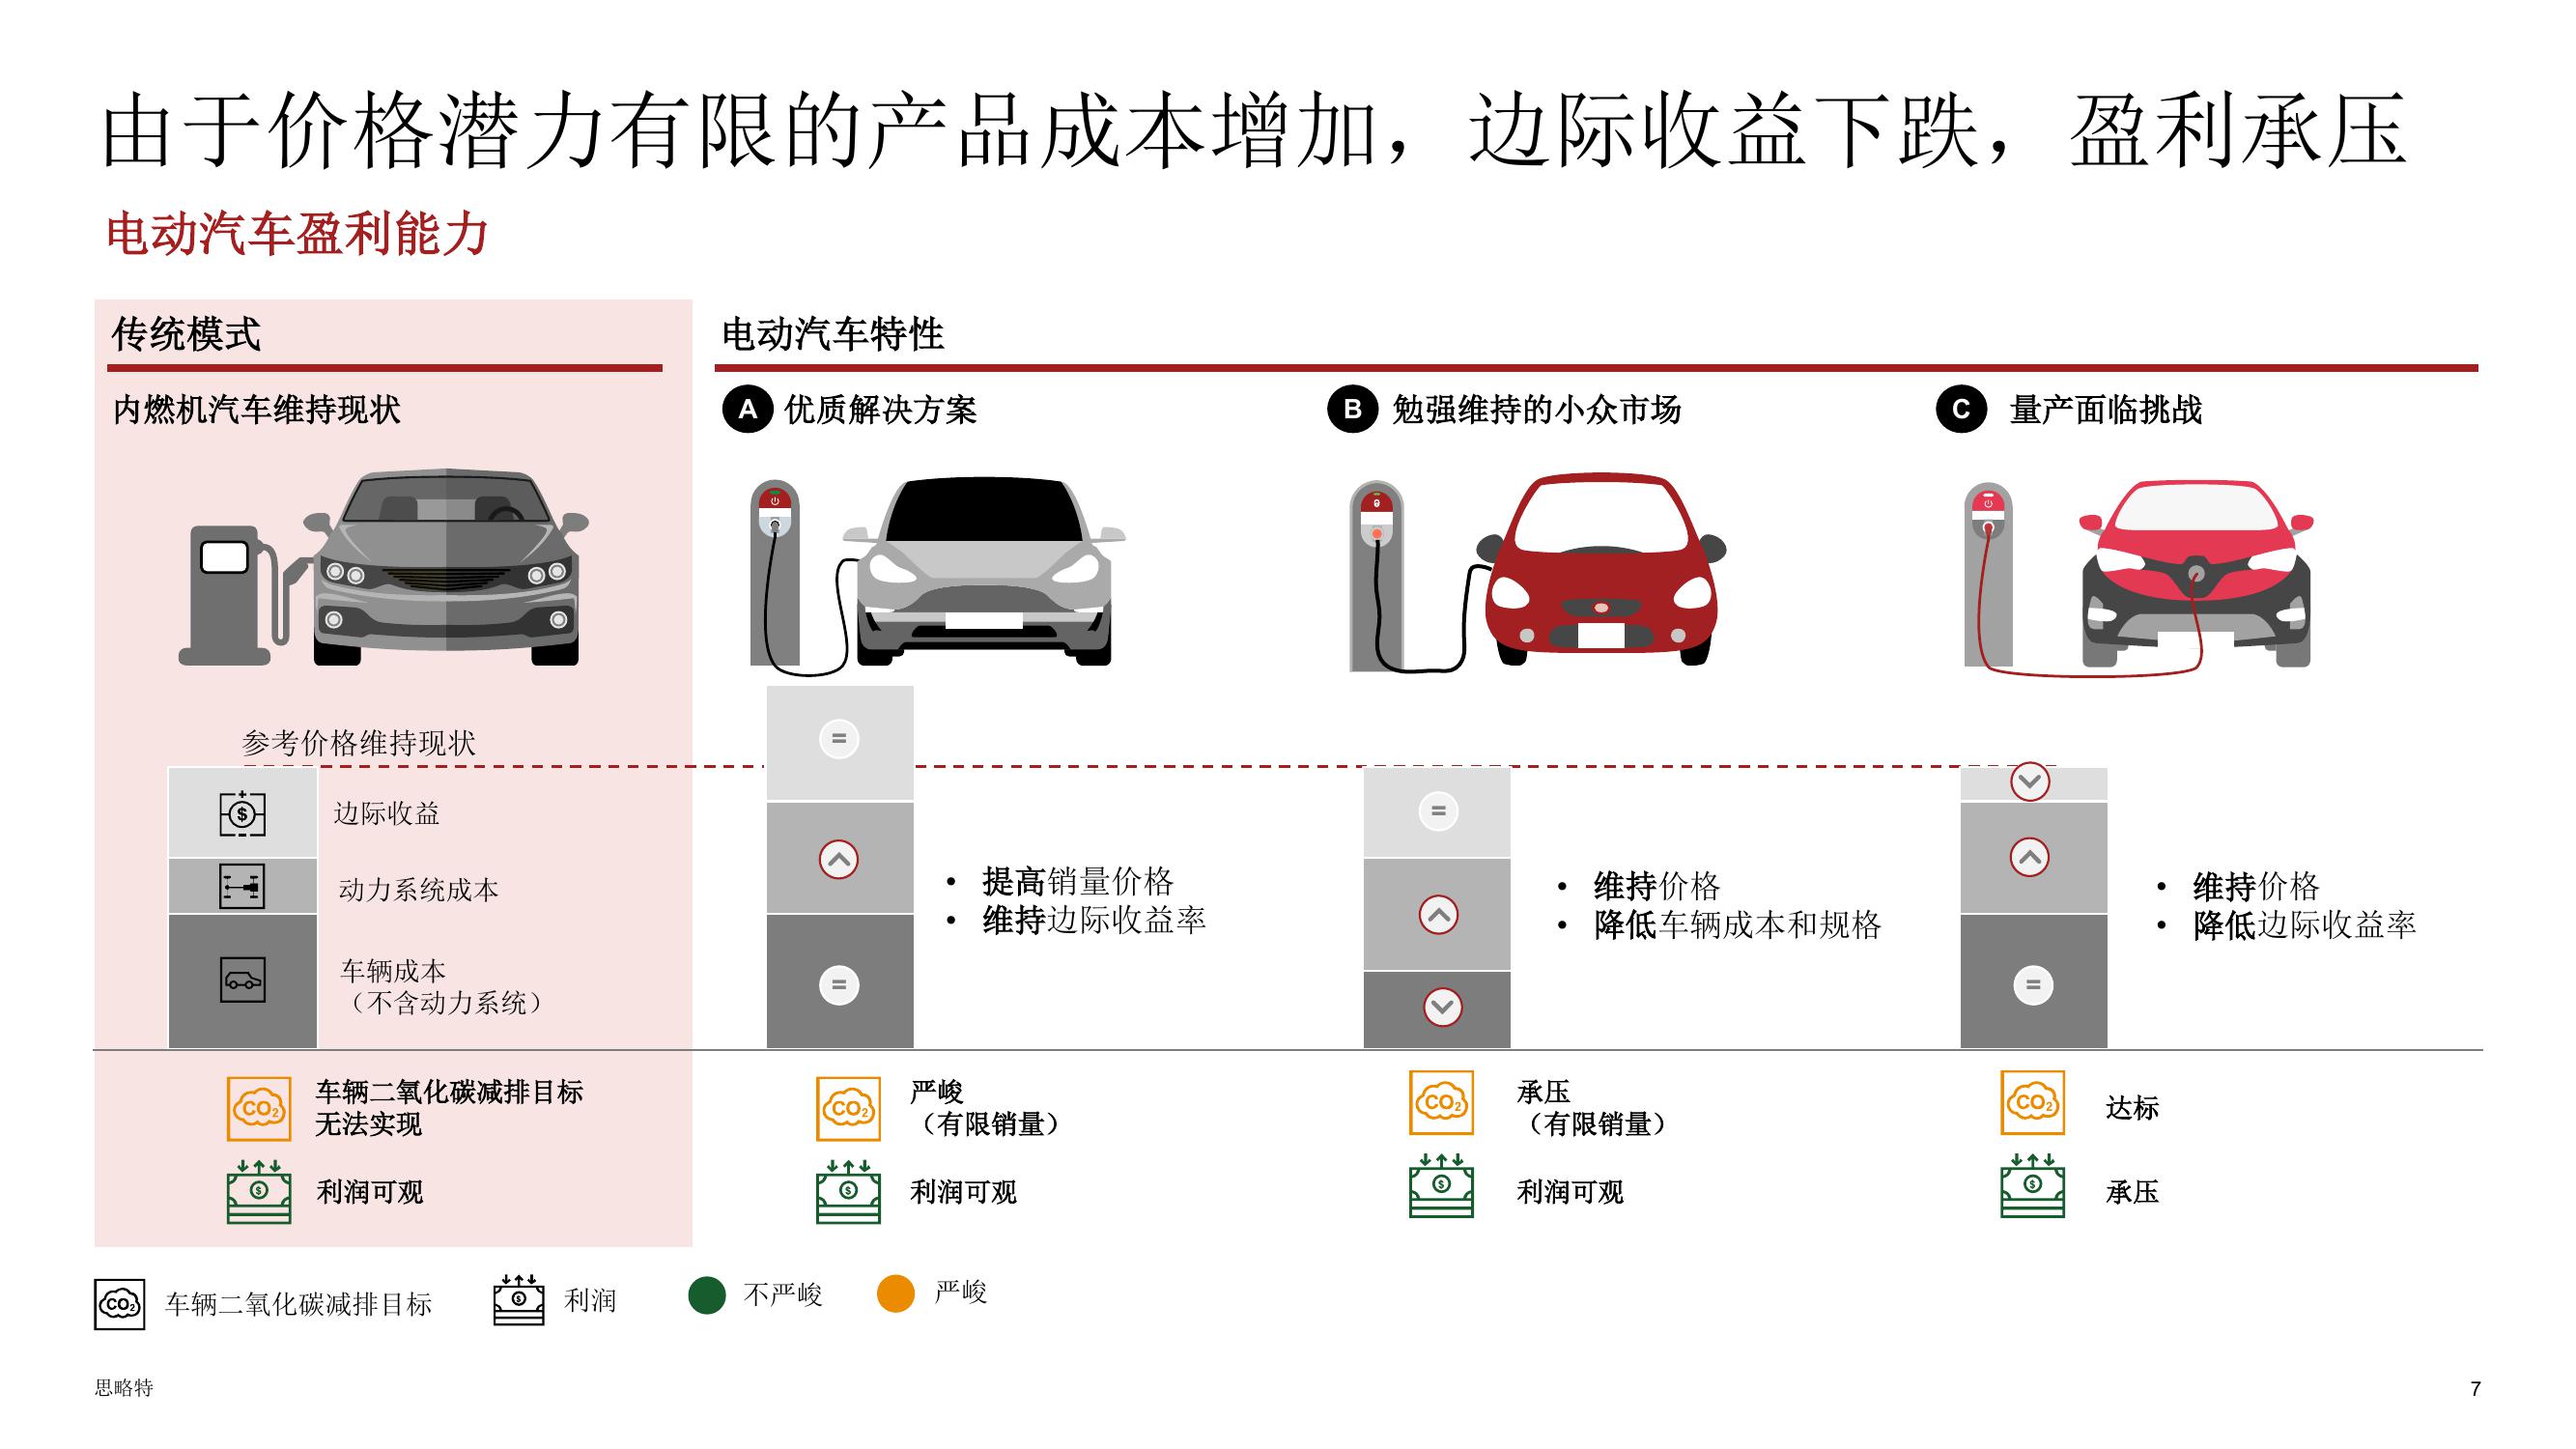 由于价格潜力有限的产品成本增加，边际收益下跌，盈利承压
电动汽车盈利能力
传统模式
内燃机汽车维持现状
参考价格维持现状
边际收益
动力系统成本
车辆成本
（不含动力系统）
CO2
车辆二氧化碳减排目标
无法实现
$
利润可观
电动汽车特性
A 优质解决方案
=
=
• 提高销量价格
• 维持边际收益率
CO2
严峻
（有限销量）
$
利润可观
B 勉强维持的小众市场
=
• 维持价格
• 降低车辆成本和规格
CO2
承压
（有限销量）
$
利润可观
C 量产面临挑战
=
• 维持价格
• 降低边际收益率
CO2
达标
$
承压
CO2 车辆二氧化碳减排目标
$ 利润
不严峻
严峻
思略特
7